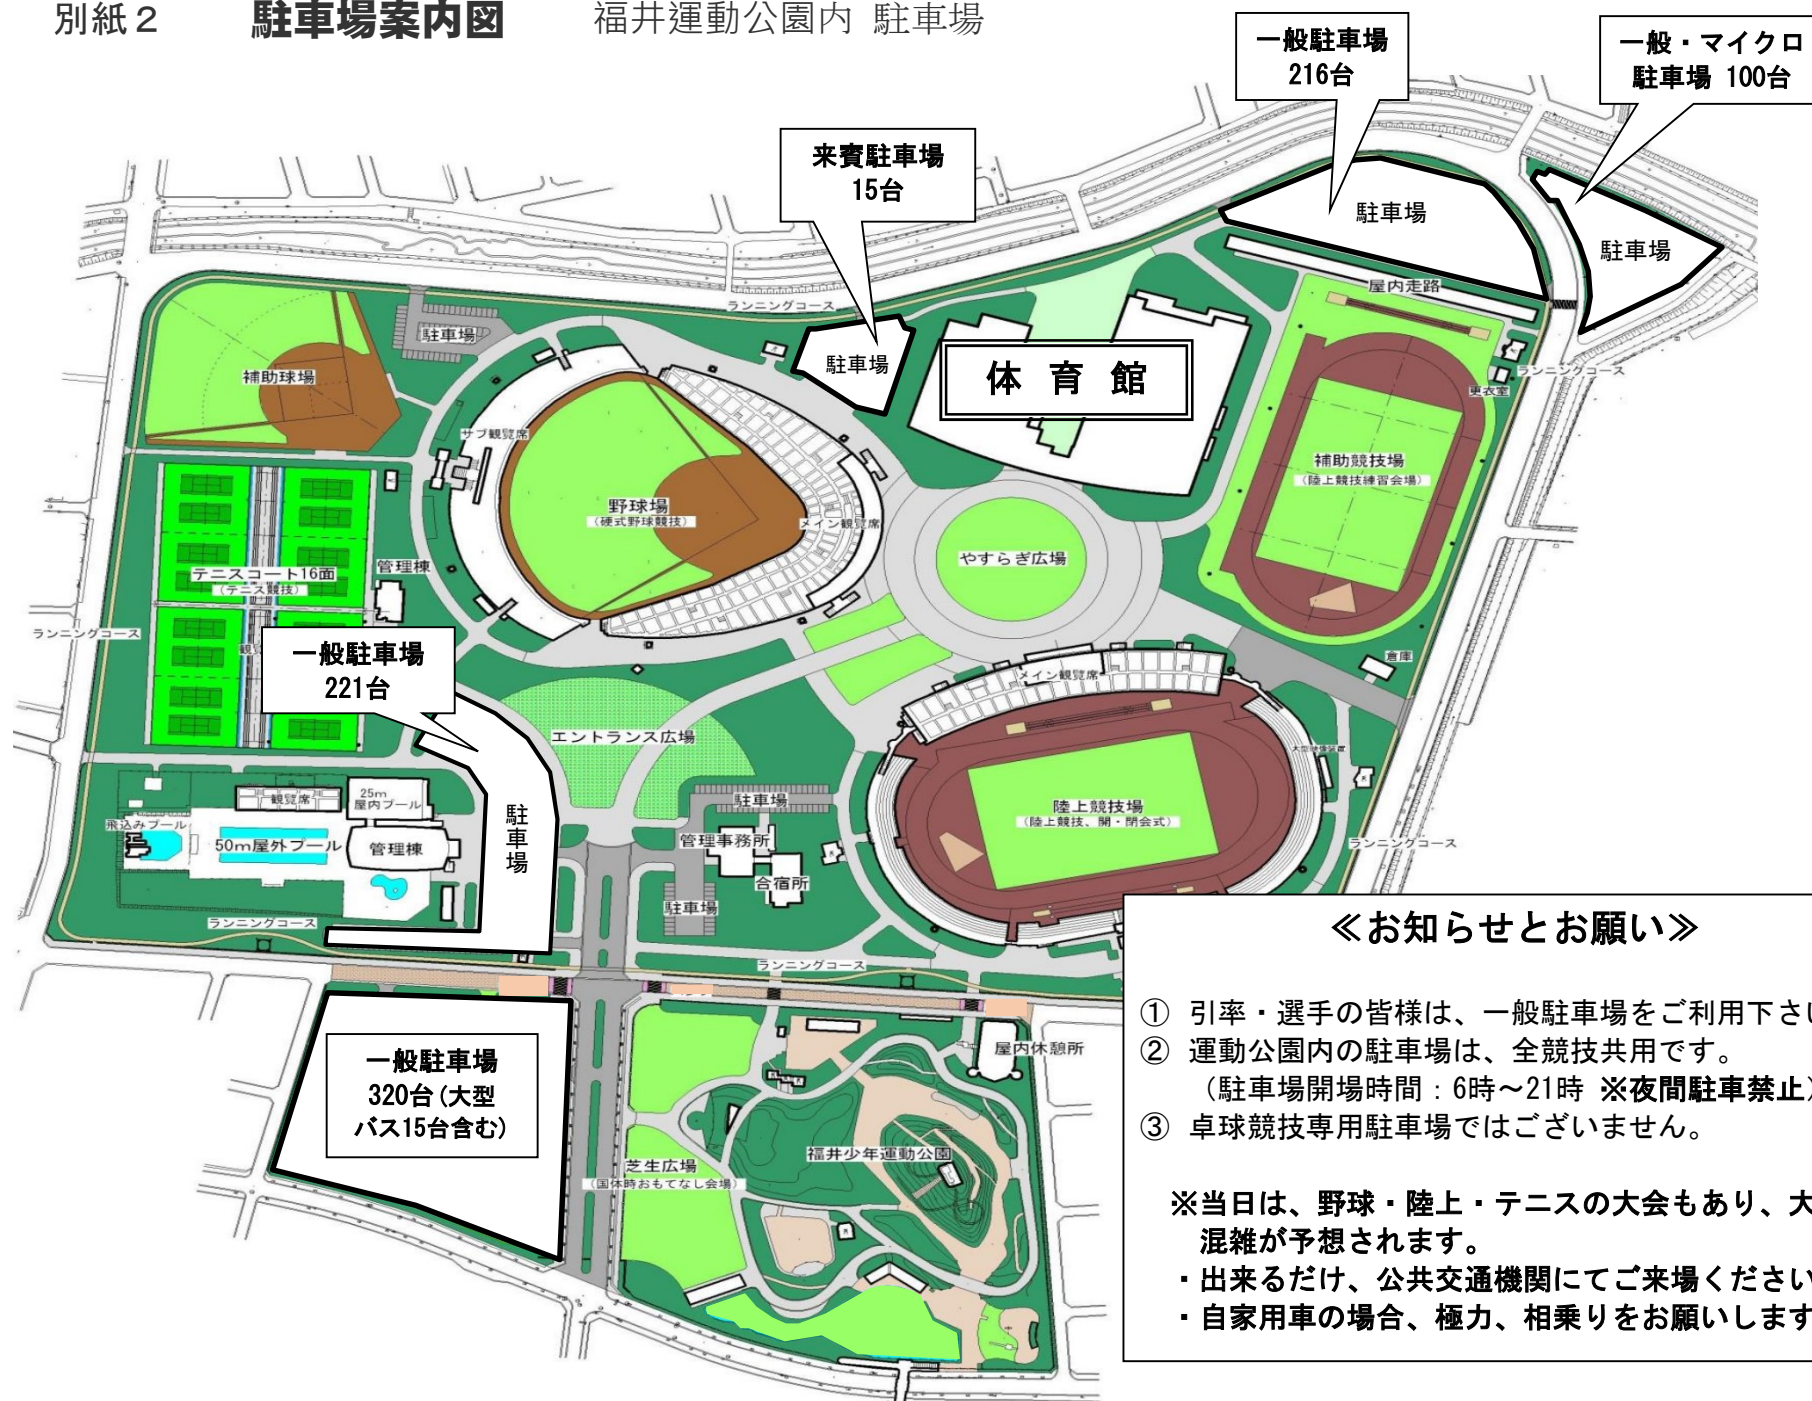 別紙２　駐車場案内図　福井運動公園内 駐車場
一般駐車場
216台
一般・マイクロ
駐車場 100台
来賓駐車場
15台
駐車場
駐車場
屋内走路
ランニングコース
駐車場
駐車場
体 育 館
補助球場
ランニングコース
更衣室
サブ観覧席
補助競技場
（陸上競技練習会場）
野球場
（硬式野球競技）
メイン観覧席
やすらぎ広場
管理棟
テニスコート16面
（テニス競技）
ランニングコース
一般駐車場
221台
倉庫
メイン観覧席
エントランス広場
大型映像装置
観覧席
25m
屋内プール
駐車場
駐車場
陸上競技場
（陸上競技、開・閉会式）
飛込みプール
50m屋外プール
管理棟
管理事務所
ランニングコース
合宿所
駐車場
ランニングコース
ランニングコース
≪お知らせとお願い≫
① 引率・選手の皆様は、一般駐車場をご利用下さ
② 運動公園内の駐車場は、全競技共用です。
（駐車場開場時間：6時～21時 ※夜間駐車禁止）
③ 卓球競技専用駐車場ではございません。
※当日は、野球・陸上・テニスの大会もあり、大
混雑が予想されます。
・出来るだけ、公共交通機関にてご来場ください
・自家用車の場合、極力、相乗りをお願いします
一般駐車場
320台（大型
バス15台含む）
屋内休憩所
福井少年運動公園
芝生広場
（国体時おもてなし会場）